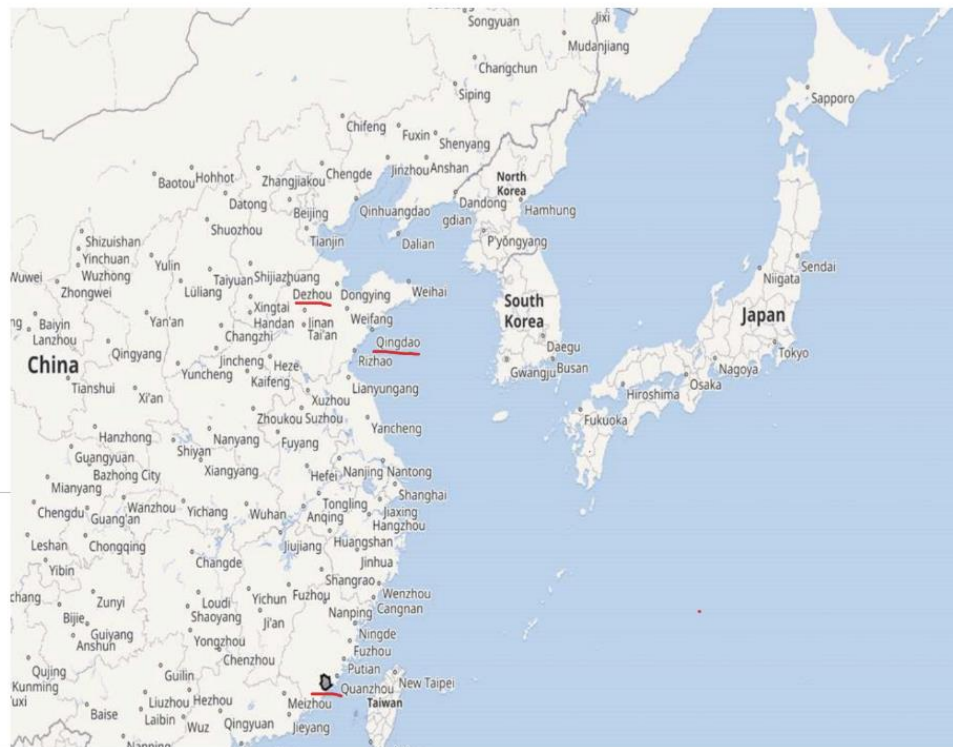 Songyuan
Jixi
Mudanjiang
Changchun
Siping
Sapporo
Chifeng
Fuxin
Shenyang
Hohhot
Baotou
Zhangjiakou
Chengde
Jinzhou Anshan
North
Korea
Datong
Beijing
Qinhuangdao
Dandong
gdian
Hamhung
Shuozhou
Tianjin
Dalian
P'yŏngyang
Shizuishan
Yinchuan
Wuwei
Wuzhong
Yulin
Taiyuan
Shijiazhuang
Sendai
Zhongwei
Lüliang
Dezhou
Dongying
Weihai
Niigata
Xingtai
South
Korea
Handan
Jinan
Weifang
Japan
ng
Baiyin
Yan'an
Tai'an
Lanzhou
Changzhi
Qingdao
Daegu
Tokyo
China
Qingyang
Jincheng
Heze
Rizhao
Busan
Gwangju
Nagoya
Yuncheng
Kaifeng
Osaka
Tianshui
Xi'an
Lianyungang
Hiroshima
Xuzhou
Zhoukou
Suzhou
Yancheng
Fukuoka
Hanzhong
Nanyang
Shiyan
Fuyang
Guangyuan
Bazhong City
Xiangyang
Hefei
Nanjing
Nantong
Mianyang
Shanghai
Wanzhou
Yichang
Wuhan
Tongling
Jiaxing
Chengdu
Guang'an
Anqing
Hangzhou
Leshan
Chongqing
Jiujiang
Huangshan
Yibin
Changde
Jinhua
Shangrao
chang
Zunyi
Loudi
Yichun
Fuzhou
Wenzhou
Bijie
Shaoyang
Nanping
Cangnan
Guiyang
Ji'an
Anshun
Yongzhou
Ningde
Chenzhou
Fuzhou
Qujing
Guilin
Putian
Kunming
Quanzhou
New Taipei
Yuxi
Liuzhou
Hezhou
Meizhou
Taiwan
Baise
Laibin
Wuz
Qingyuan
Jieyang
Nanning